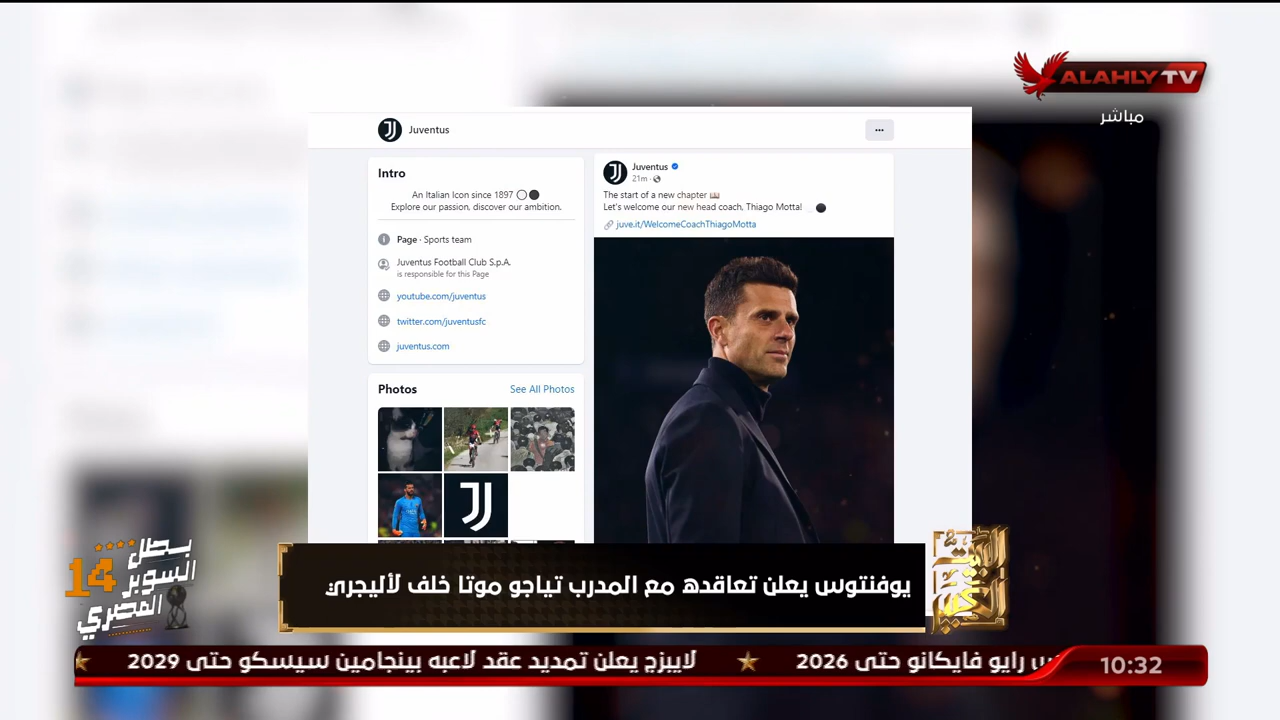 ALAHLY TV
مباشر
Juventus
...
Intro
An Italian Icon since 1897
Explore our passion, discover our ambition.
Page · Sports team
Juventus Football Club S.p.A.
is responsible for this Page
youtube.com/juventus
twitter.com/juventusfc
juventus.com
Photos
See All Photos
Juventus
21m ·
The start of a new chapter
Let's welcome our new head coach, Thiago Motta!
juve.it/WelcomeCoachThiagoMotta
بطل
السوبر 14
المصري
يوفنتوس يعلن تعاقده مع المدرب تياجو موتا خلف لأليجري
رايو فايكانو حتى 2026 ★ لايبزج يعلن تمديد عقد لاعبه بينجامين سيسكو حتى 2029 ★
10:32